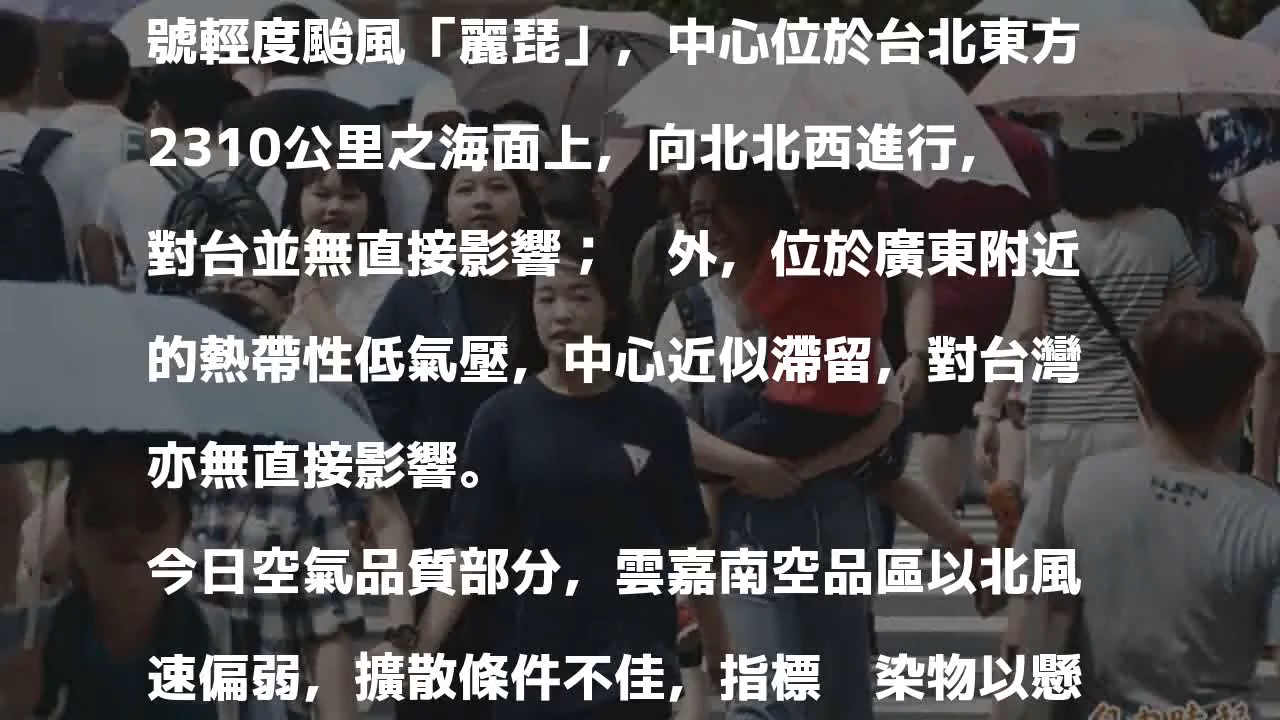 號輕度颱風「麗琵」，中心位於台北東方
2310公里之海面上，向北北西進行，
對台並無直接影響； 外，位於廣東附近
的熱帶性低氣壓，中心近似滯留，對台灣
亦無直接影響。
今日空氣品質部分，雲嘉南空品區以北風
速偏弱，擴散條件不佳，指標 染物以懸